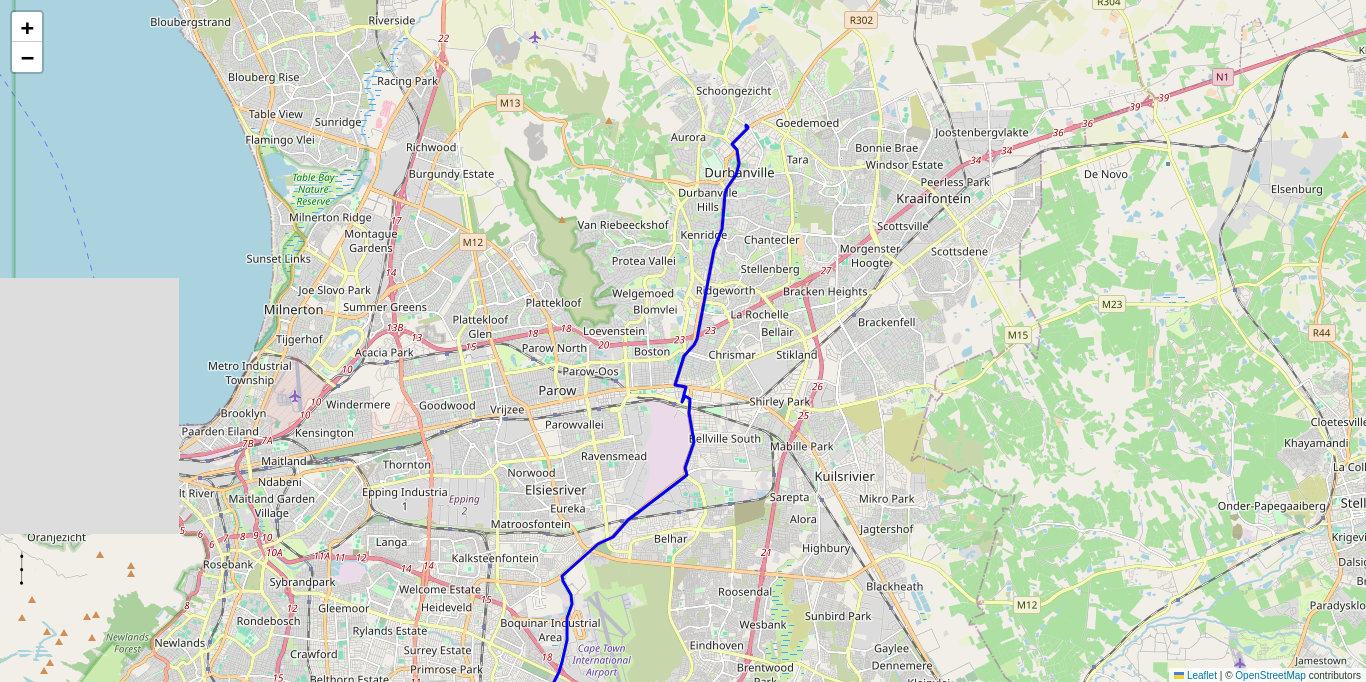 +
−
Bloubergstrand
Riverside
R302
R304
22
Blouberg Rise
Racing Park
Schoongezicht
N1
39
39
M13
Table View
Sunridge
Goedemoed
36
36
Joostenbergvlakte
Flamingo Vlei
Aurora
Richwood
Bonnie Brae
34
34
Tara
Windsor Estate
Table Bay
Nature
Reserve
Burgundy Estate
Durbanville
De Novo
Peerless Park
Elsenburg
Durbanville
Hills
Kraaifontein
Milnerton Ridge
17
Van Riebeeckshof
Scottsville
Montague
Gardens
M12
Kenridge
Chantecler
Morgenster
Hoogte
Scottsdene
Sunset Links
Protea Vallei
14
Stellenberg
27
Joe Slovo Park
Welgemoed
Ridgeworth
Bracken Heights
Plattekloof
M23
Milnerton
Summer Greens
Blomvlei
La Rochelle
Plattekloof
Glen
Brackenfell
13B
18
18
Loevenstein
23
Bellair
M15
R44
Tijgerhof
15
Parow North
20
23
Acacia Park
Boston
Chrismar
Stikland
Metro Industrial
Township
10
Parow-Oos
Parow
26
Windermere
Goodwood
Vrijzee
Shirley Park
Brooklyn
10
25
Cloetesville
Paarden Eiland
Kensington
Parowvallei
Bellville South
Mabille Park
Khayamandi
7B
7A
Maitland
Thornton
Ravensmead
Ndabeni
Norwood
Kuilsrivier
La Coll
lt River
Maitland Garden
Village
Epping Industria
1
Epping
2
Elsiesriver
Sarepta
Mikro Park
Stell
Eureka
Onder-Papegaaiberg
Matroosfontein
Alora
Jagtershof
Oranjezicht
9
Langa
Belhar
Krigevi
10A
11A
11
12
Kalksteenfontein
Highbury
21
Rosebank
14
14
Dalsig
Sybrandpark
Welcome Estate
Roosendal
Blackheath
8
12
Gleemoor
Heideveld
M12
Paradysklo
Rondebosch
Boquinar Industrial
Area
Wesbank
Sunbird Park
Newlands
Forest
Rylands Estate
Newlands
Surrey Estate
Cape Town
International
Airport
Eindhoven
Gaylee
Crawford
18
Primrose Park
Brentwood
Park
Dennemere
Jamestown
Belthorn Estate
Leaflet | © OpenStreetMap contributors